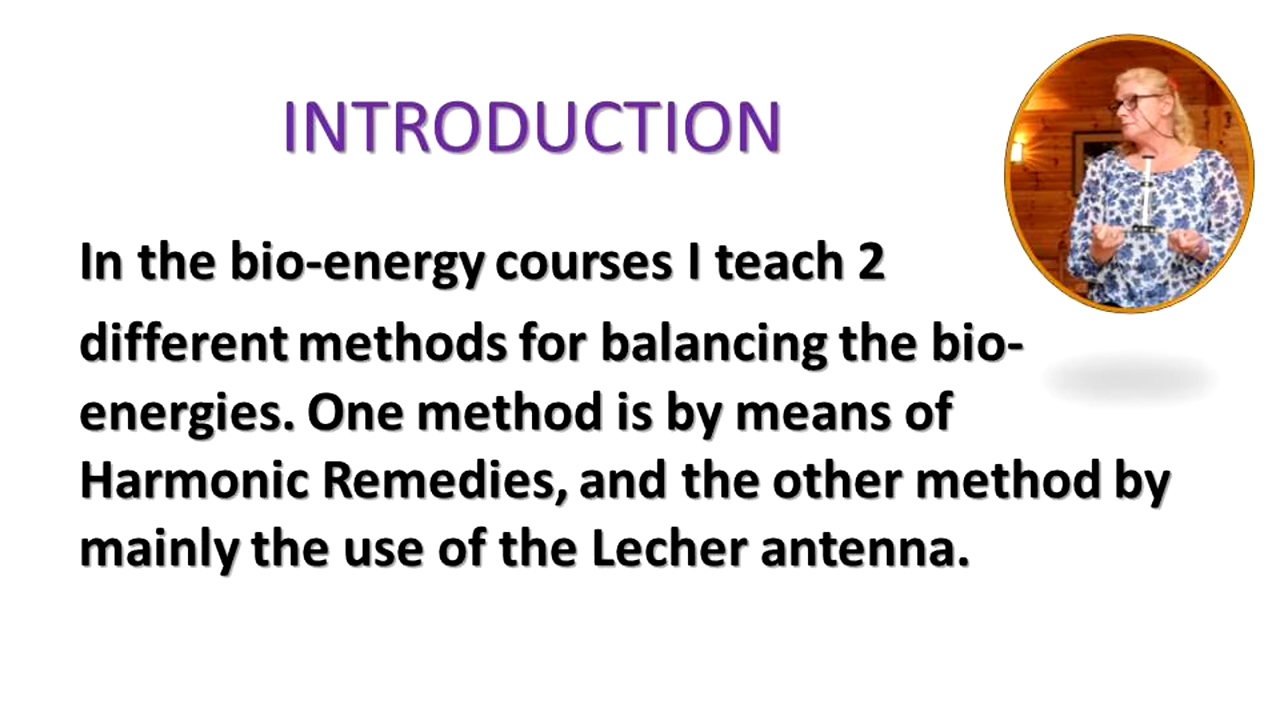 INTRODUCTION
In the bio-energy courses I teach 2
different methods for balancing the bio-
energies. One method is by means of
Harmonic Remedies, and the other method by
mainly the use of the Lecher antenna.